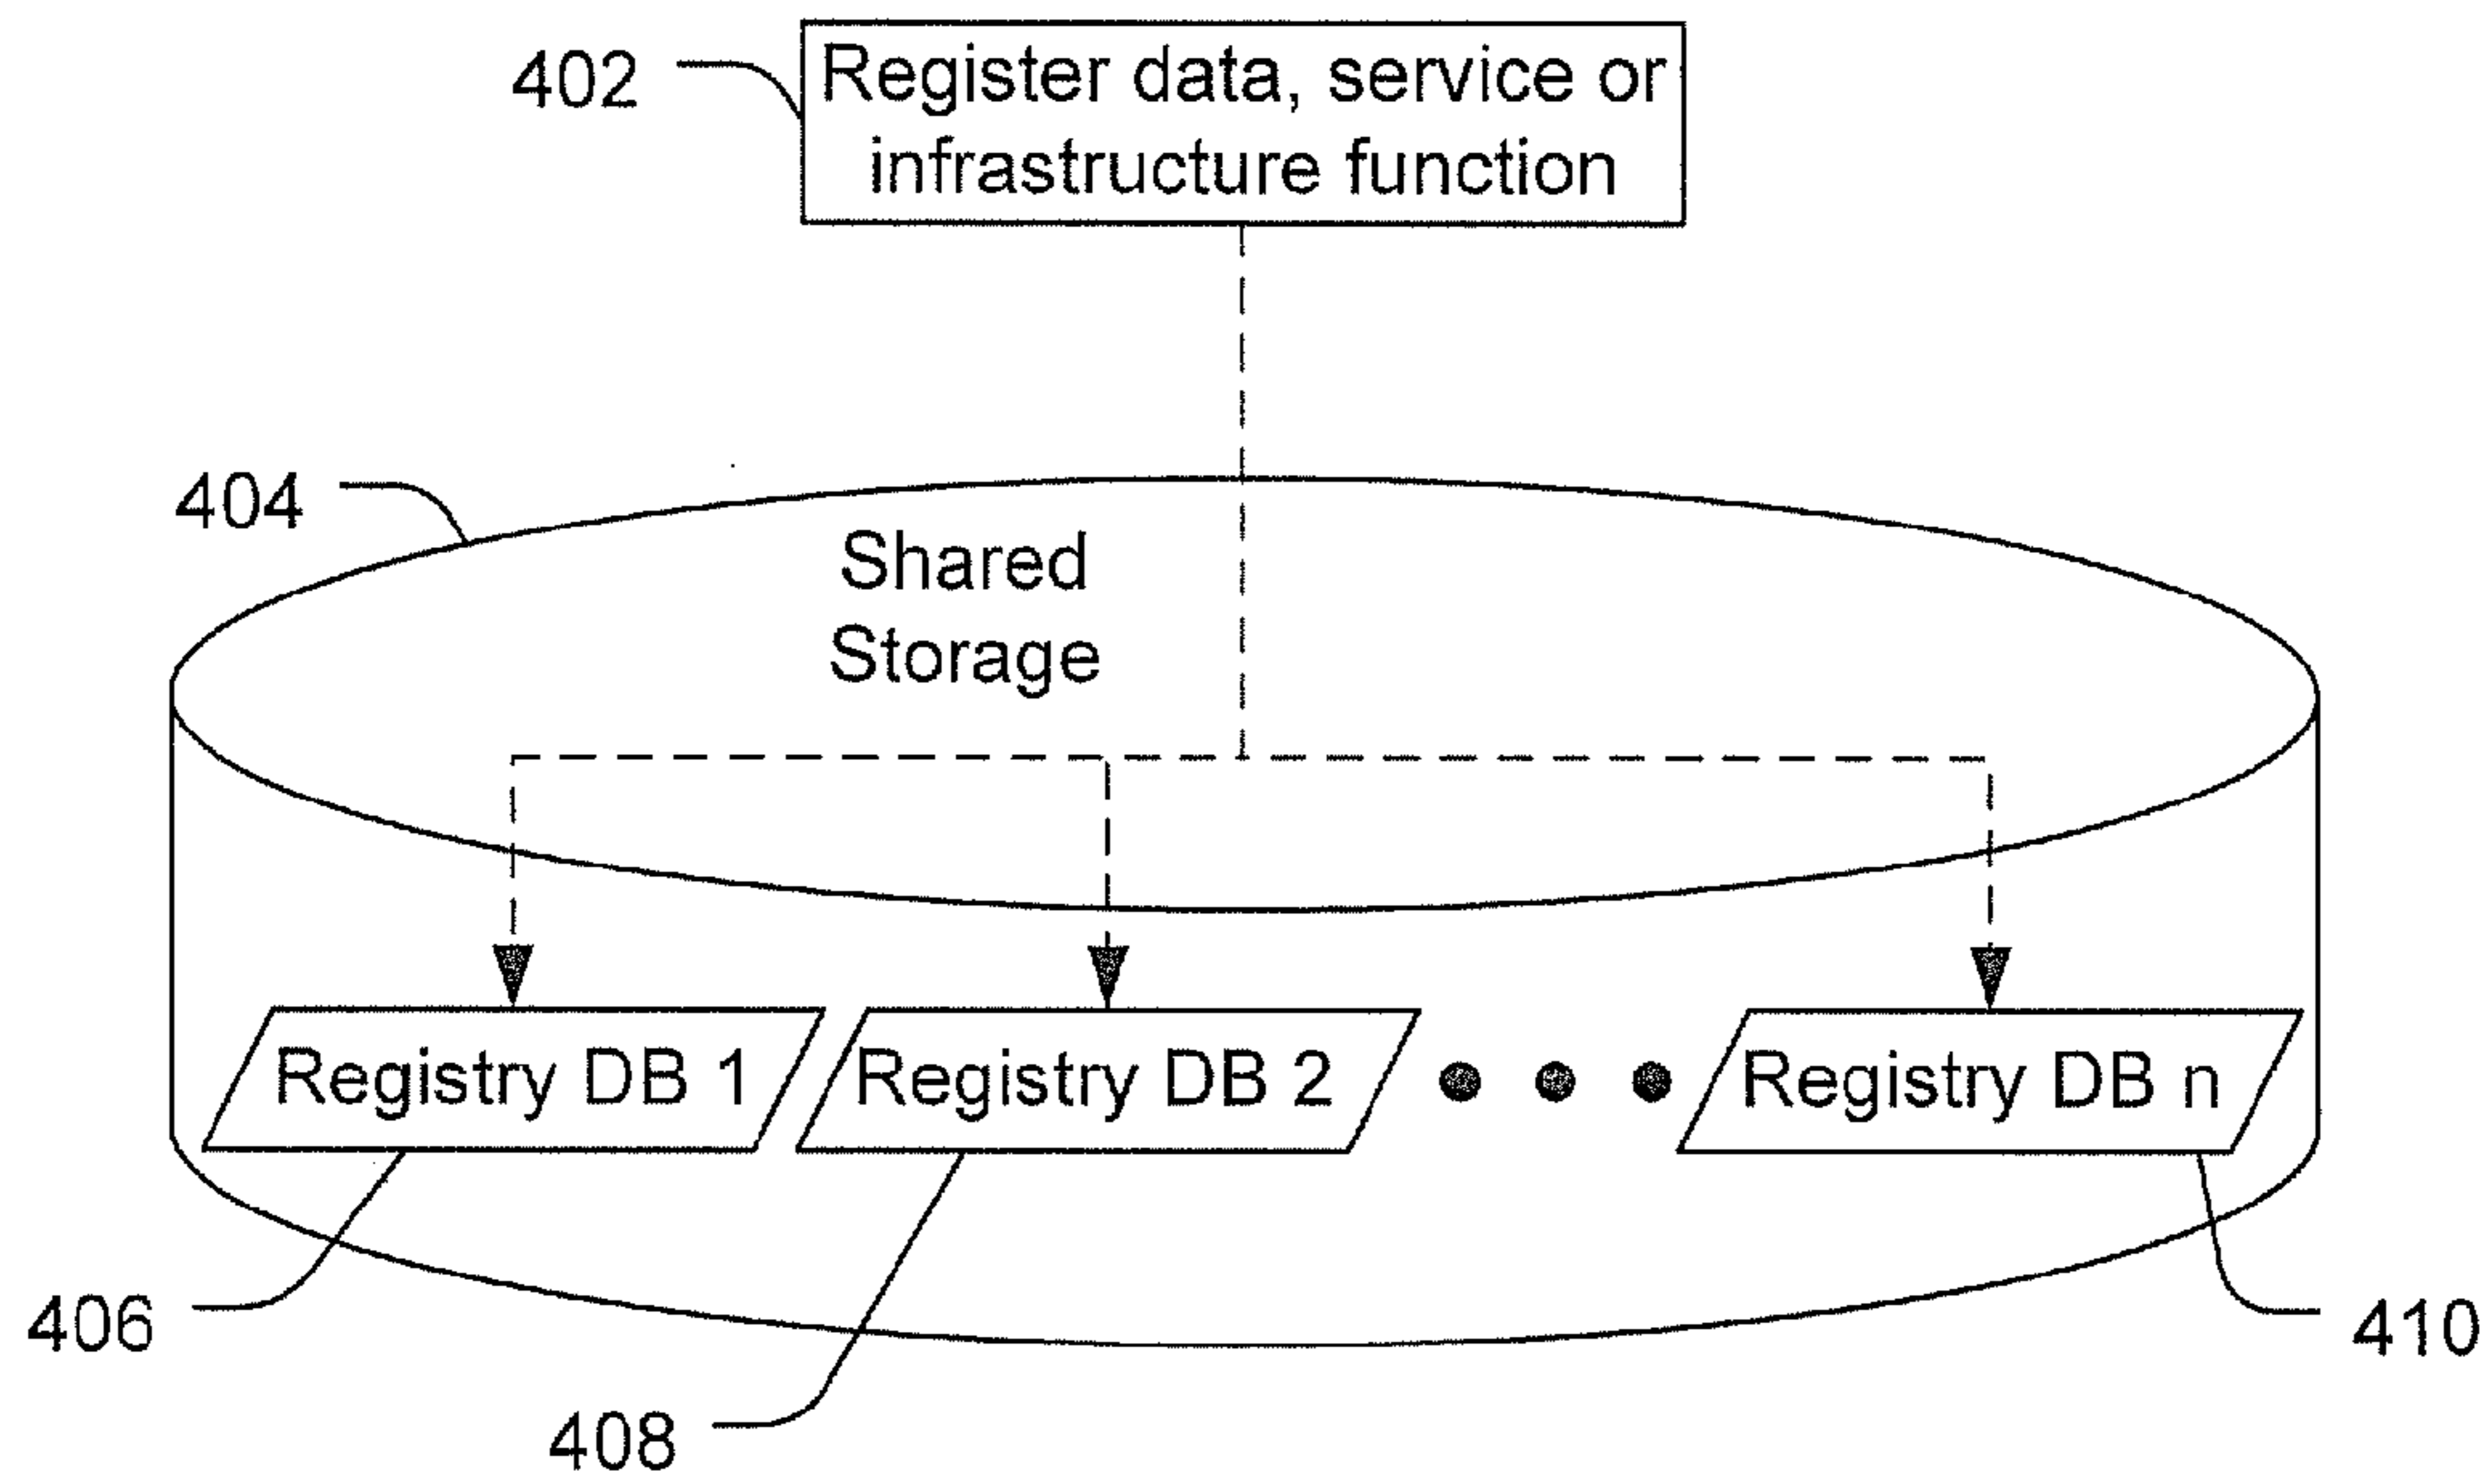 402
Register data, service or
infrastructure function
404
Shared
Storage
Registry DB 1
Registry DB 2
Registry DB n
406
408
410